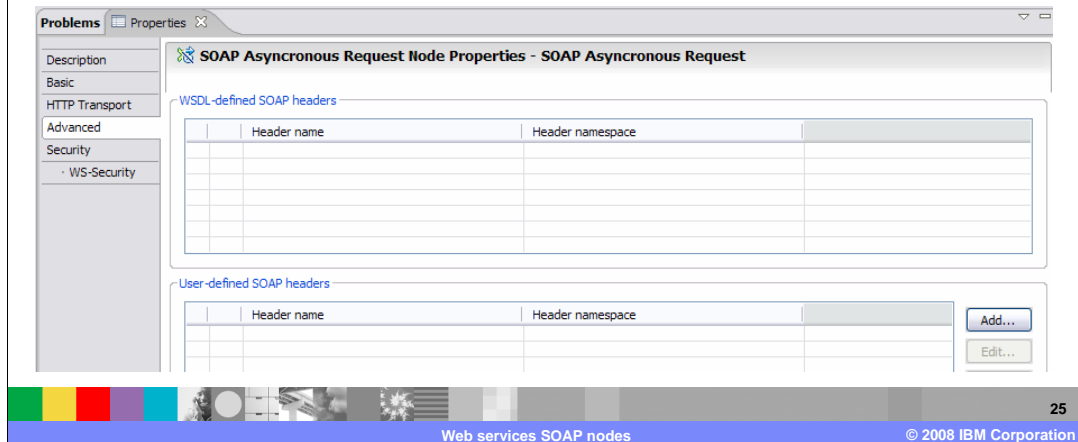 Problems Properties
SOAP Asyncronous Request Node Properties - SOAP Asyncronous Request
Description
Basic
HTTP Transport
Advanced
Security
· WS-Security
WSDL-defined SOAP headers
Header name Header namespace
User-defined SOAP headers
Header name Header namespace
Add...
Edit...
25
Web services SOAP nodes © 2008 IBM Corporation